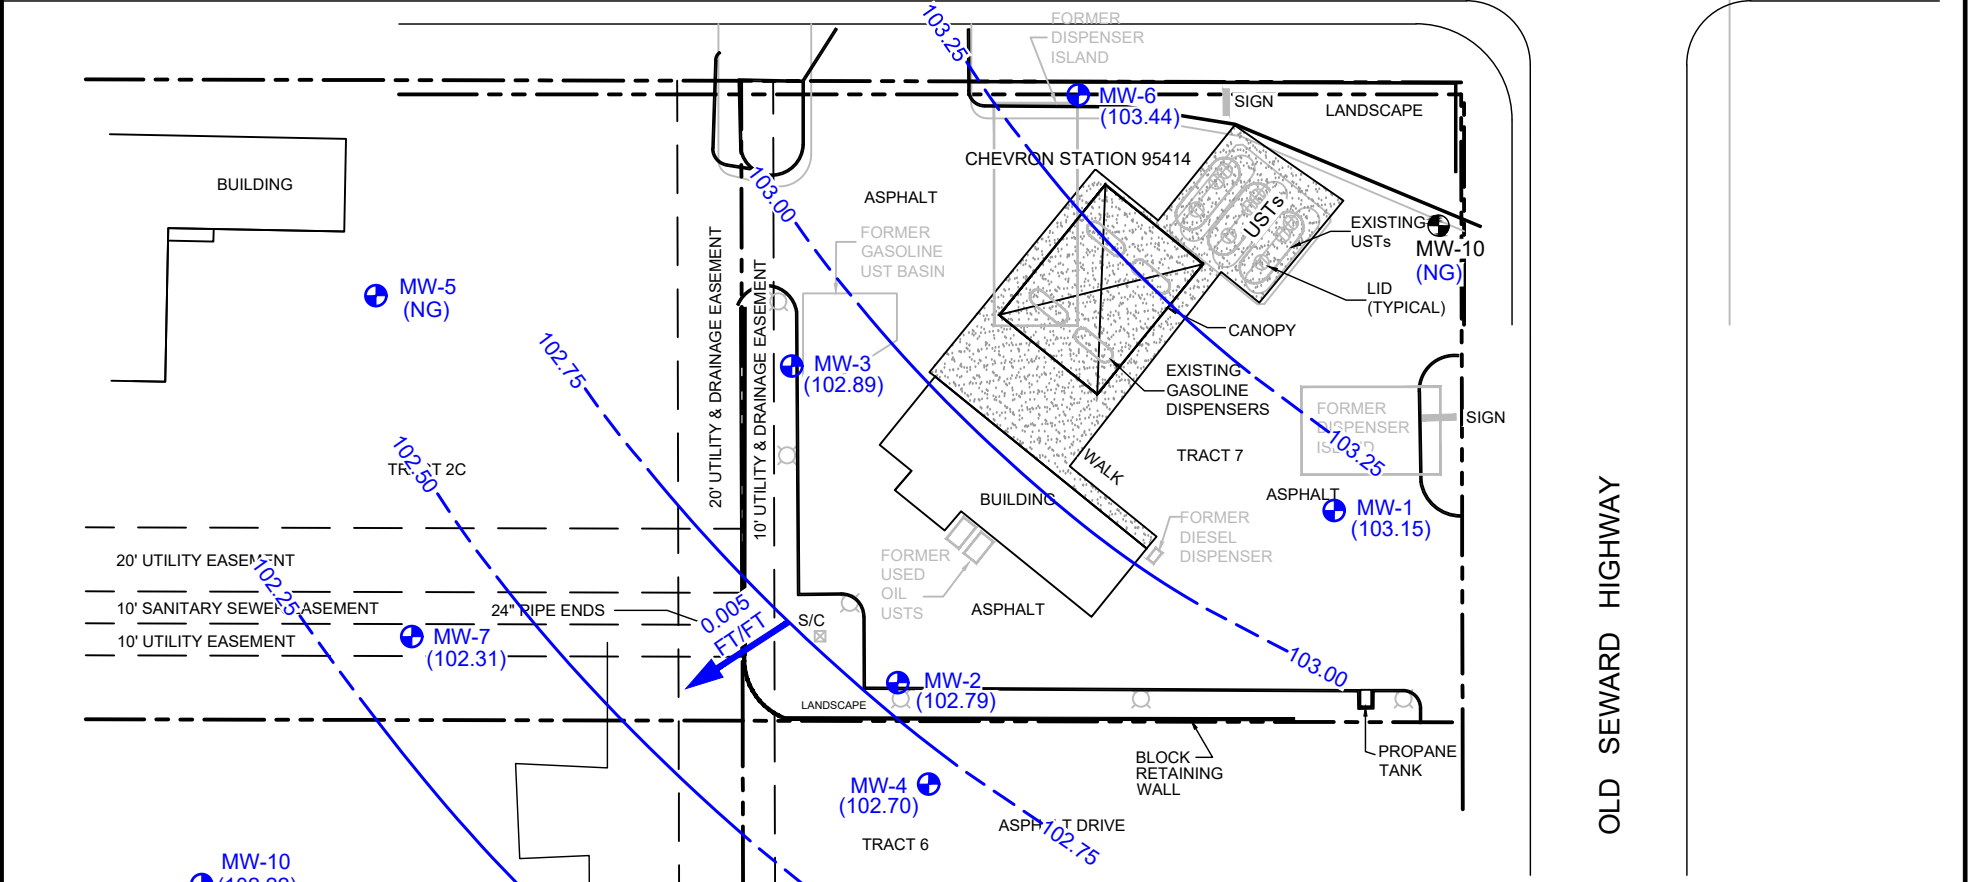 103.25
FORMER
DISPENSER
ISLAND
MW-6
(103.44)
SIGN
LANDSCAPE
CHEVRON STATION 95414
BUILDING
103.00
ASPHALT
USTs
EXISTING
USTs
MW-10
(NG)
FORMER
GASOLINE
UST BASIN
LID
(TYPICAL)
MW-5
(NG)
20' UTILITY & DRAINAGE EASEMENT
10' UTILITY & DRAINAGE EASEMENT
CANOPY
102.75
MW-3
(102.89)
EXISTING
GASOLINE
DISPENSERS
FORMER
DISPENSER
SIGN
103.25
102.50
2C
WALK
TRACT 7
BUILDING
ASPHALT
MW-1
(103.15)
OLD SEWARD HIGHWAY
FORMER
DIESEL
DISPENSER
20' UTILITY EASEMENT
102.25
FORMER
USED
OIL
USTS
10' SANITARY SEWER EASEMENT
24" PIPE ENDS
0.005
FT/FT
S/C
ASPHALT
10' UTILITY EASEMENT
MW-7
(102.31)
103.00
MW-2
(102.79)
LANDSCAPE
BLOCK
RETAINING
WALL
PROPANE
TANK
MW-4
(102.70)
ASPHALT DRIVE
102.75
TRACT 6
MW-10